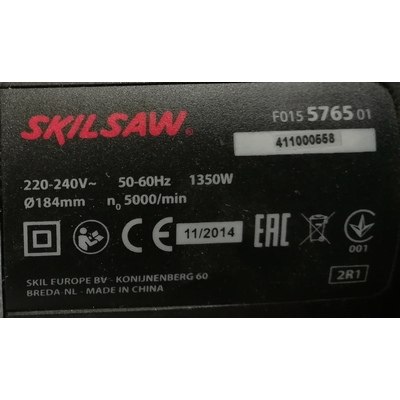 SKILSAW®
F015 5765 01
411000558
220-240V~ 50-60Hz 1350W
Ø184mm n₀ 5000/min
CE 11/2014 EAC
001
SKIL EUROPE BV - KONIJNENBERG 60
BREDA-NL - MADE IN CHINA
2R1